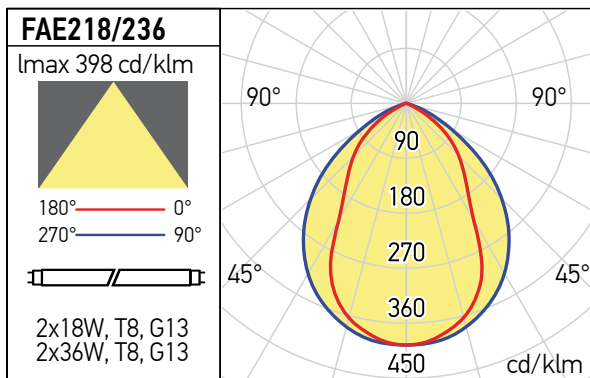 FAE218/236
Imax 398 cd/klm
180° 0°
270° 90°
2x18W, T8, G13
2x36W, T8, G13
90° 90°
90
180
270
45° 45°
360
450
cd/klm